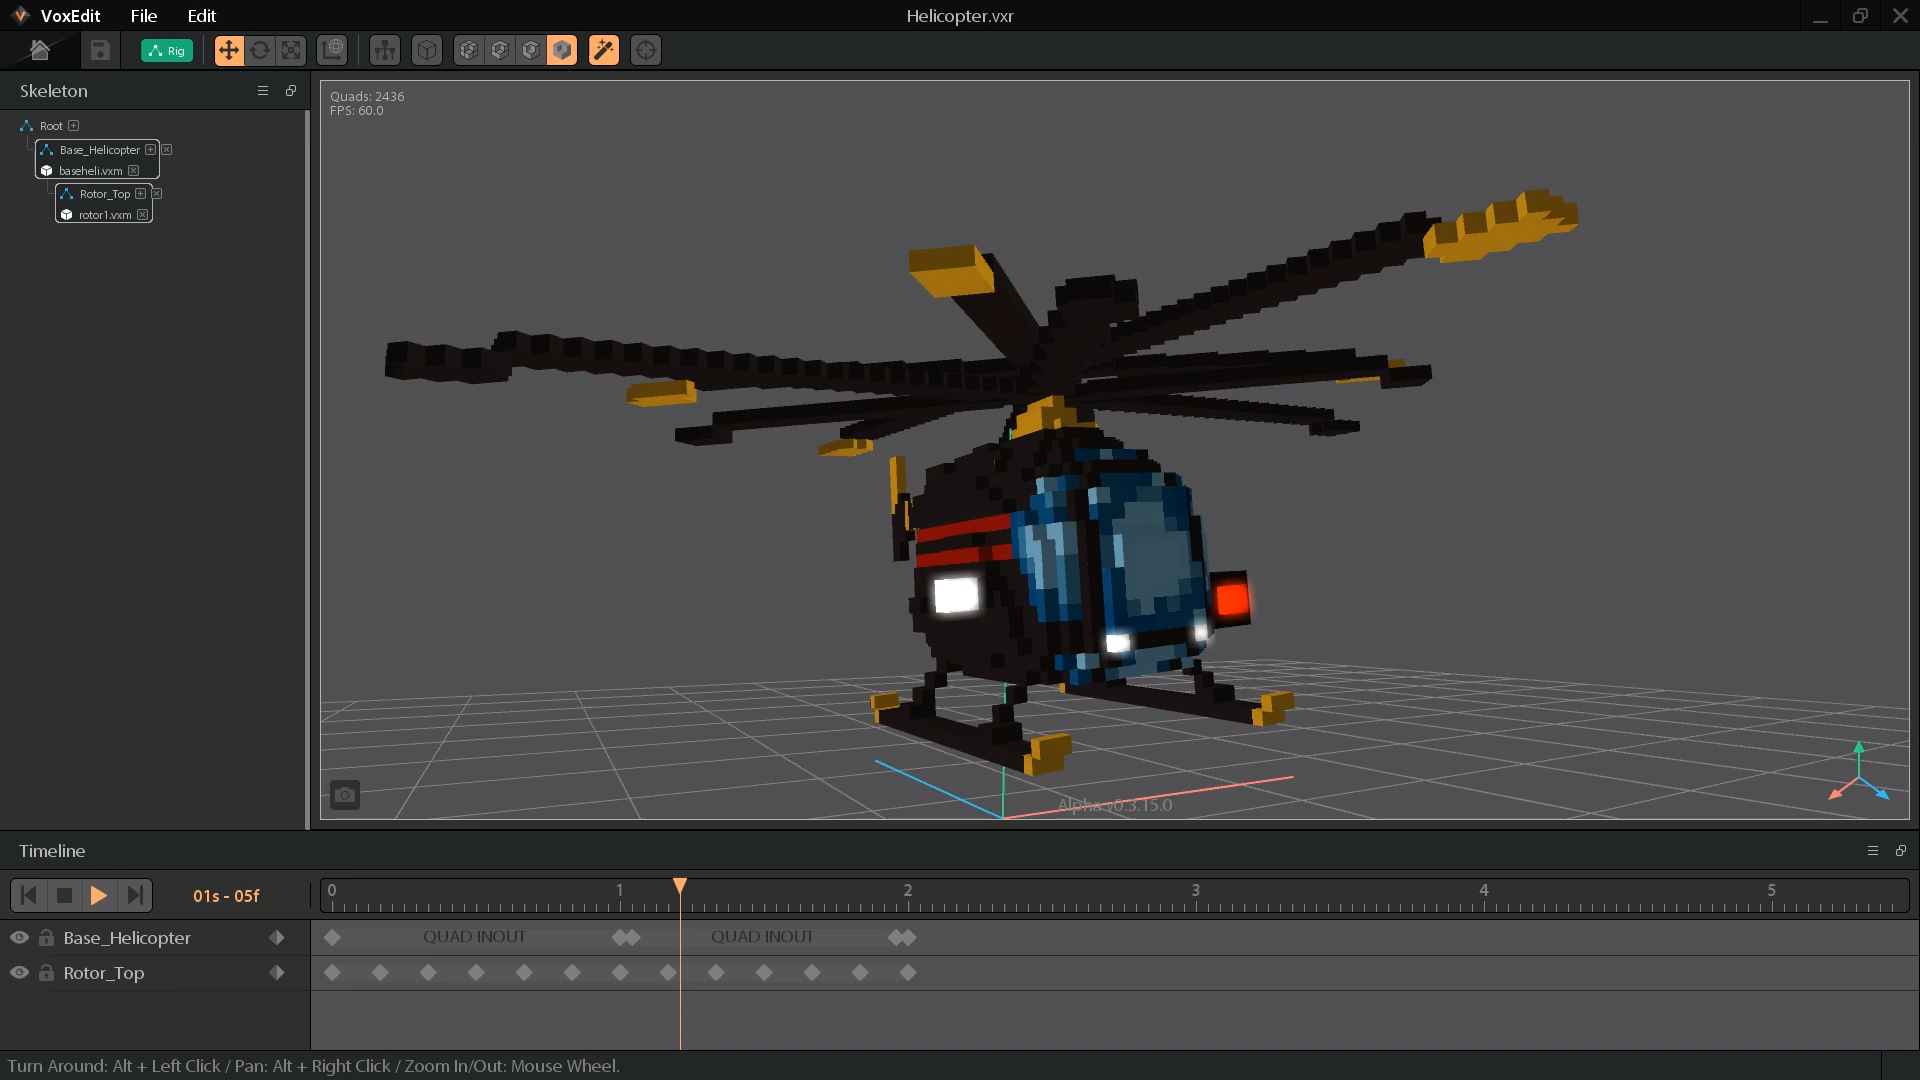 VoxEdit File Edit Helicopter.vxr
Rig
Skeleton
Quads: 2436
FPS: 60.0
Root
Base_Helicopter
baseheli.vxm
Rotor_Top
rotor1.vxm
Alpha v0.3.15.0
Timeline
01s - 05f
0 1 2 3 4 5
Base_Helicopter QUAD INOUT QUAD INOUT
Rotor_Top
Turn Around: Alt + Left Click / Pan: Alt + Right Click / Zoom In/Out: Mouse Wheel.